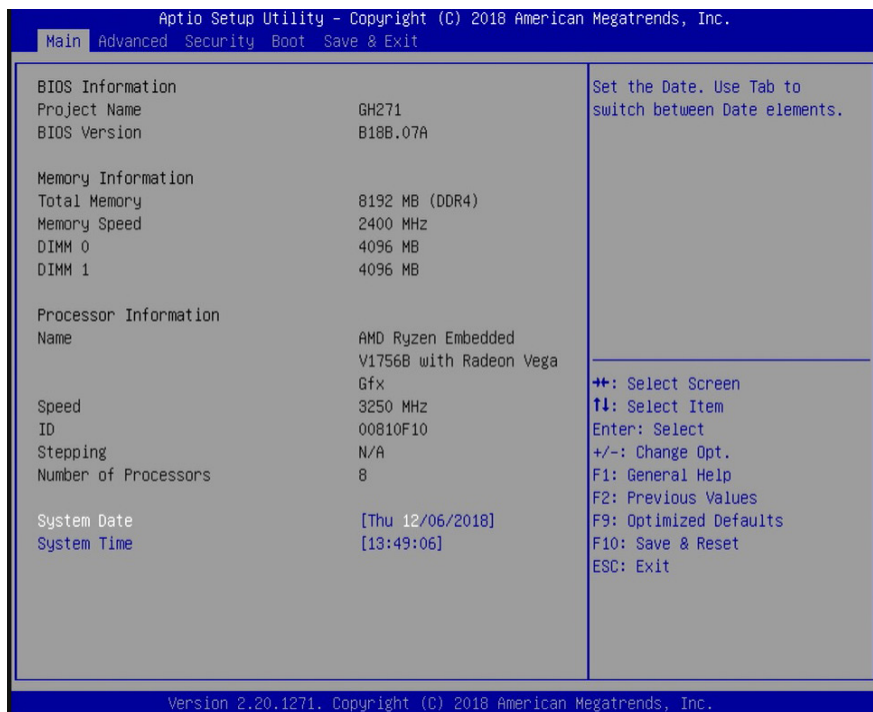 Aptio Setup Utility – Copyright (C) 2018 American Megatrends, Inc.
Main Advanced Security Boot Save & Exit
BIOS Information
Project Name GH271
BIOS Version B18B.07A
Memory Information
Total Memory 8192 MB (DDR4)
Memory Speed 2400 MHz
DIMM 0 4096 MB
DIMM 1 4096 MB
Processor Information
Name AMD Ryzen Embedded
V1756B with Radeon Vega
Gfx
Speed 3250 MHz
ID 00810F10
Stepping N/A
Number of Processors 8
System Date [Thu 12/06/2018]
System Time [13:49:06]
Set the Date. Use Tab to
switch between Date elements.
→←: Select Screen
↑↓: Select Item
Enter: Select
+/-: Change Opt.
F1: General Help
F2: Previous Values
F9: Optimized Defaults
F10: Save & Reset
ESC: Exit
Version 2.20.1271. Copyright (C) 2018 American Megatrends, Inc.